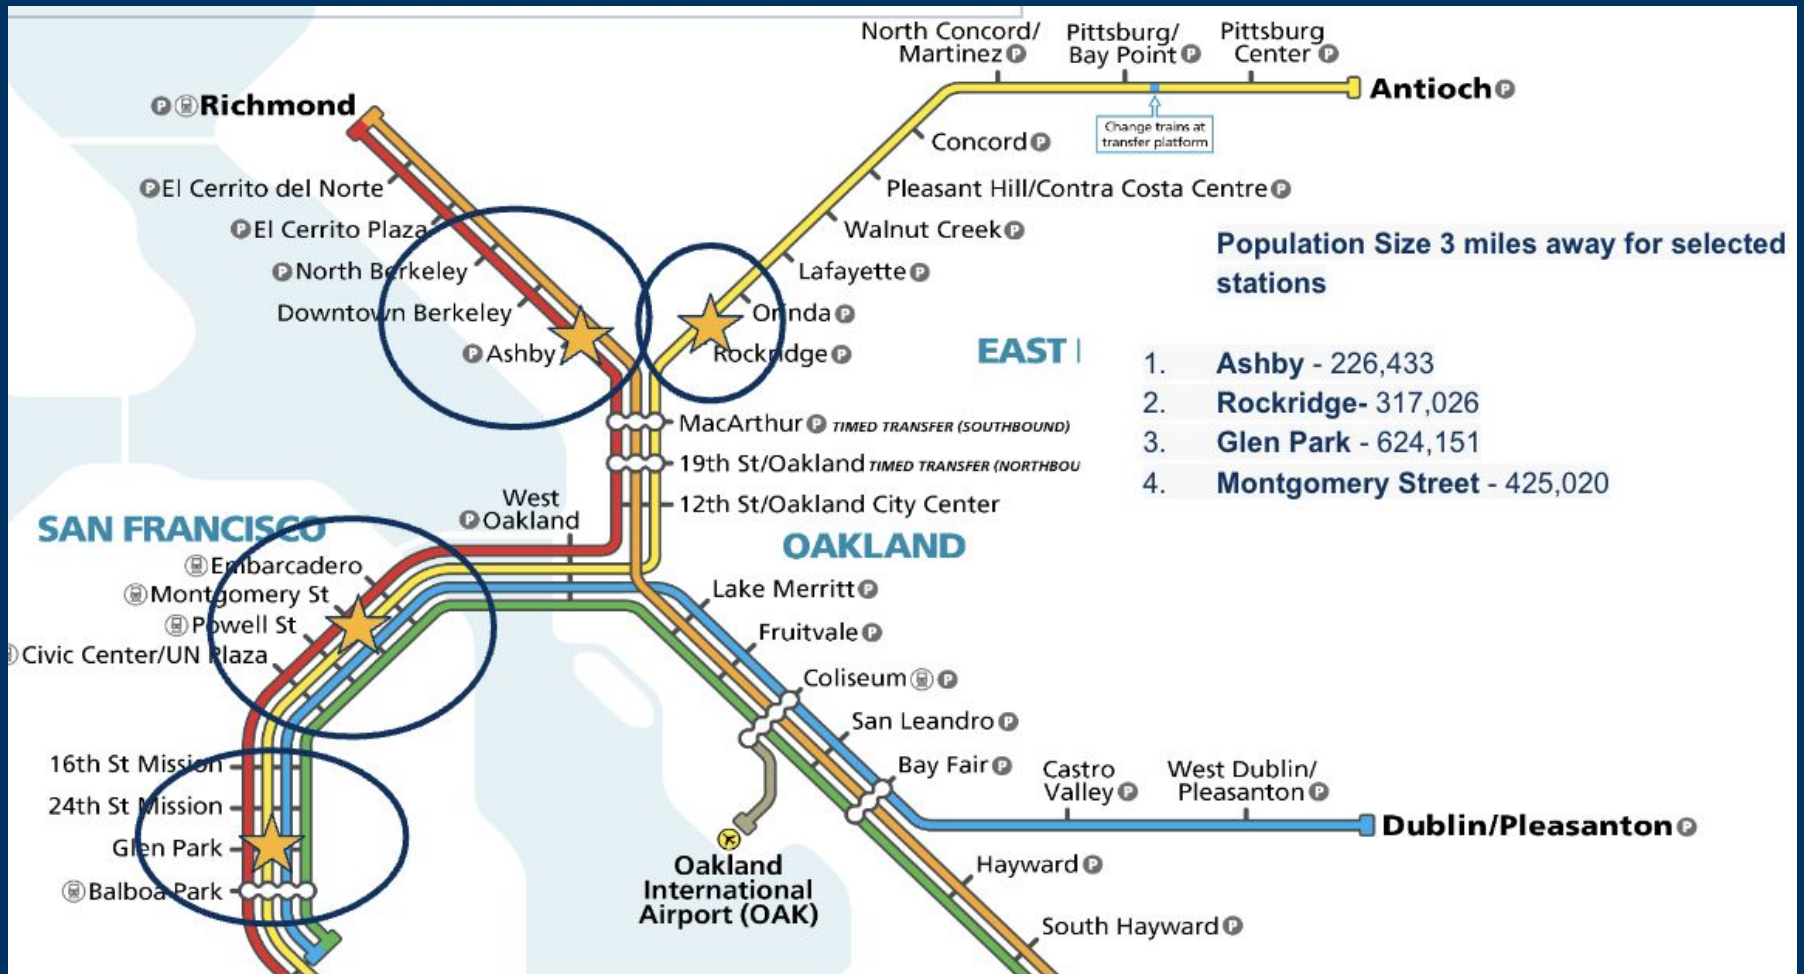 North Concord/
Martinez P
Pittsburg/
Bay Point P
Pittsburg
Center P
Antioch P
Change trains at
transfer platform
P Richmond
Concord P
P El Cerrito del Norte
Pleasant Hill/Contra Costa Centre P
P El Cerrito Plaza
Walnut Creek P
P North Berkeley
Lafayette P
Downtown Berkeley
Orinda P
P Ashby
Rockridge P
EAST
Population Size 3 miles away for selected
stations
1. Ashby - 226,433
2. Rockridge- 317,026
3. Glen Park - 624,151
4. Montgomery Street - 425,020
MacArthur P TIMED TRANSFER (SOUTHBOUND)
19th St/Oakland TIMED TRANSFER (NORTHBOU
12th St/Oakland City Center
West
P Oakland
SAN FRANCISCO
OAKLAND
Embarcadero
Montgomery St
Powell St
Civic Center/UN Plaza
Lake Merritt P
Fruitvale P
Coliseum P
San Leandro P
Bay Fair P
Castro
Valley P
West Dublin/
Pleasanton P
Dublin/Pleasanton P
16th St Mission
24th St Mission
Glen Park
Balboa Park
Oakland
International
Airport (OAK)
Hayward P
South Hayward P